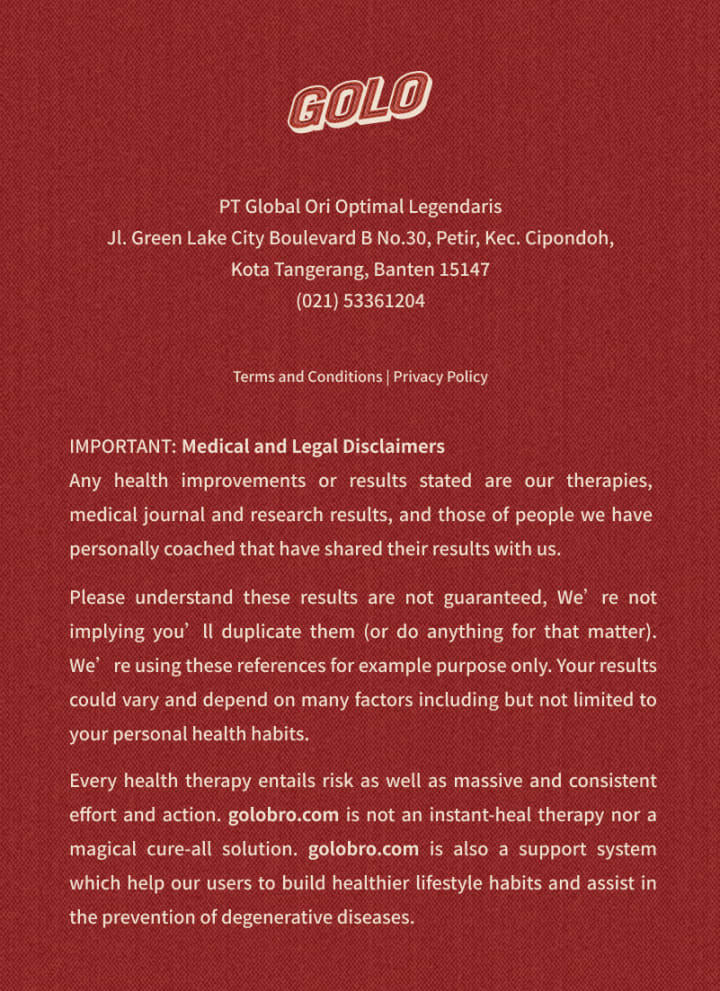 GOLO
PT Global Ori Optimal Legendaris
Jl. Green Lake City Boulevard B No.30, Petir, Kec. Cipondoh,
Kota Tangerang, Banten 15147
(021) 53361204
Terms and Conditions | Privacy Policy
IMPORTANT: Medical and Legal Disclaimers
Any health improvements or results stated are our therapies,
medical journal and research results, and those of people we have
personally coached that have shared their results with us.
Please understand these results are not guaranteed, We’re not
implying you’ll duplicate them (or do anything for that matter).
We’re using these references for example purpose only. Your results
could vary and depend on many factors including but not limited to
your personal health habits.
Every health therapy entails risk as well as massive and consistent
effort and action. golobro.com is not an instant-heal therapy nor a
magical cure-all solution. golobro.com is also a support system
which help our users to build healthier lifestyle habits and assist in
the prevention of degenerative diseases.